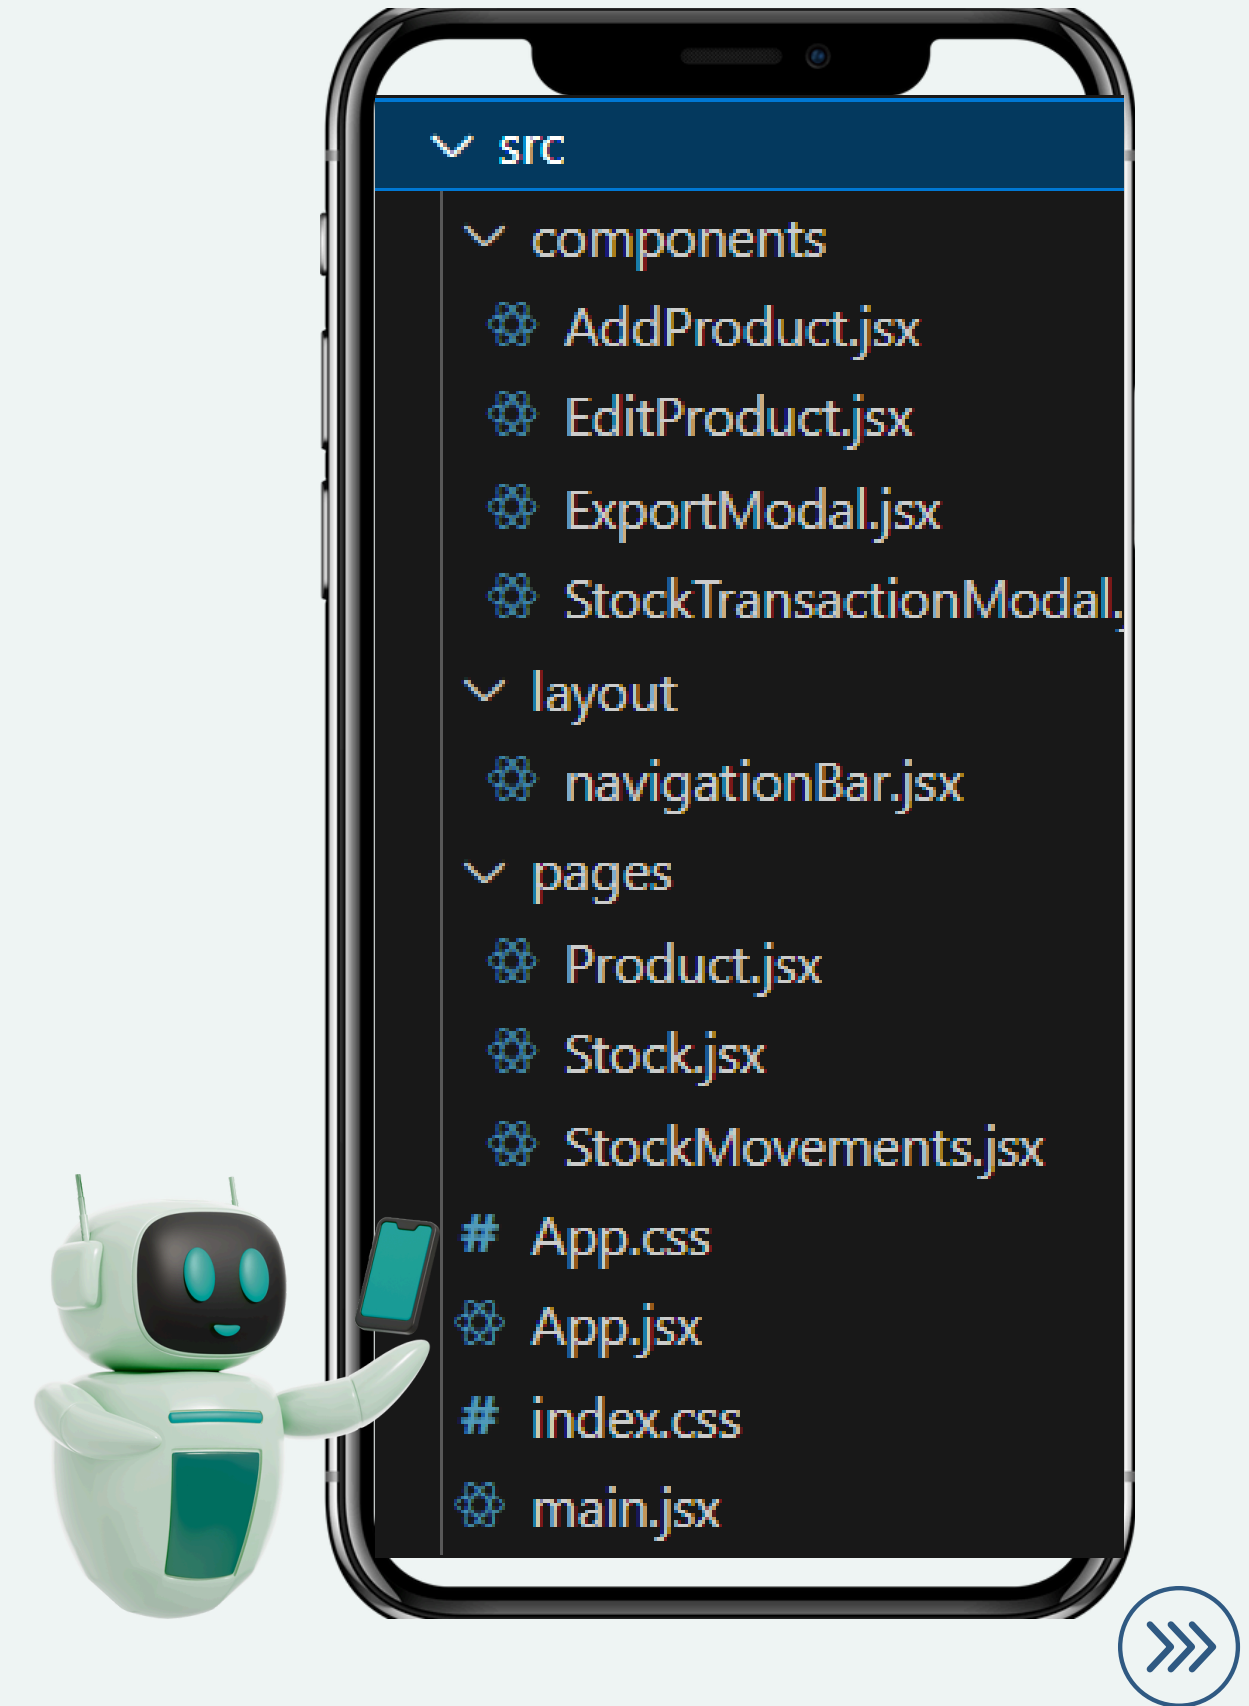 src
components
AddProduct.jsx
EditProduct.jsx
ExportModal.jsx
StockTransactionModal.
layout
navigationBar.jsx
pages
Product.jsx
Stock.jsx
StockMovements.jsx
# App.css
App.jsx
# index.css
main.jsx